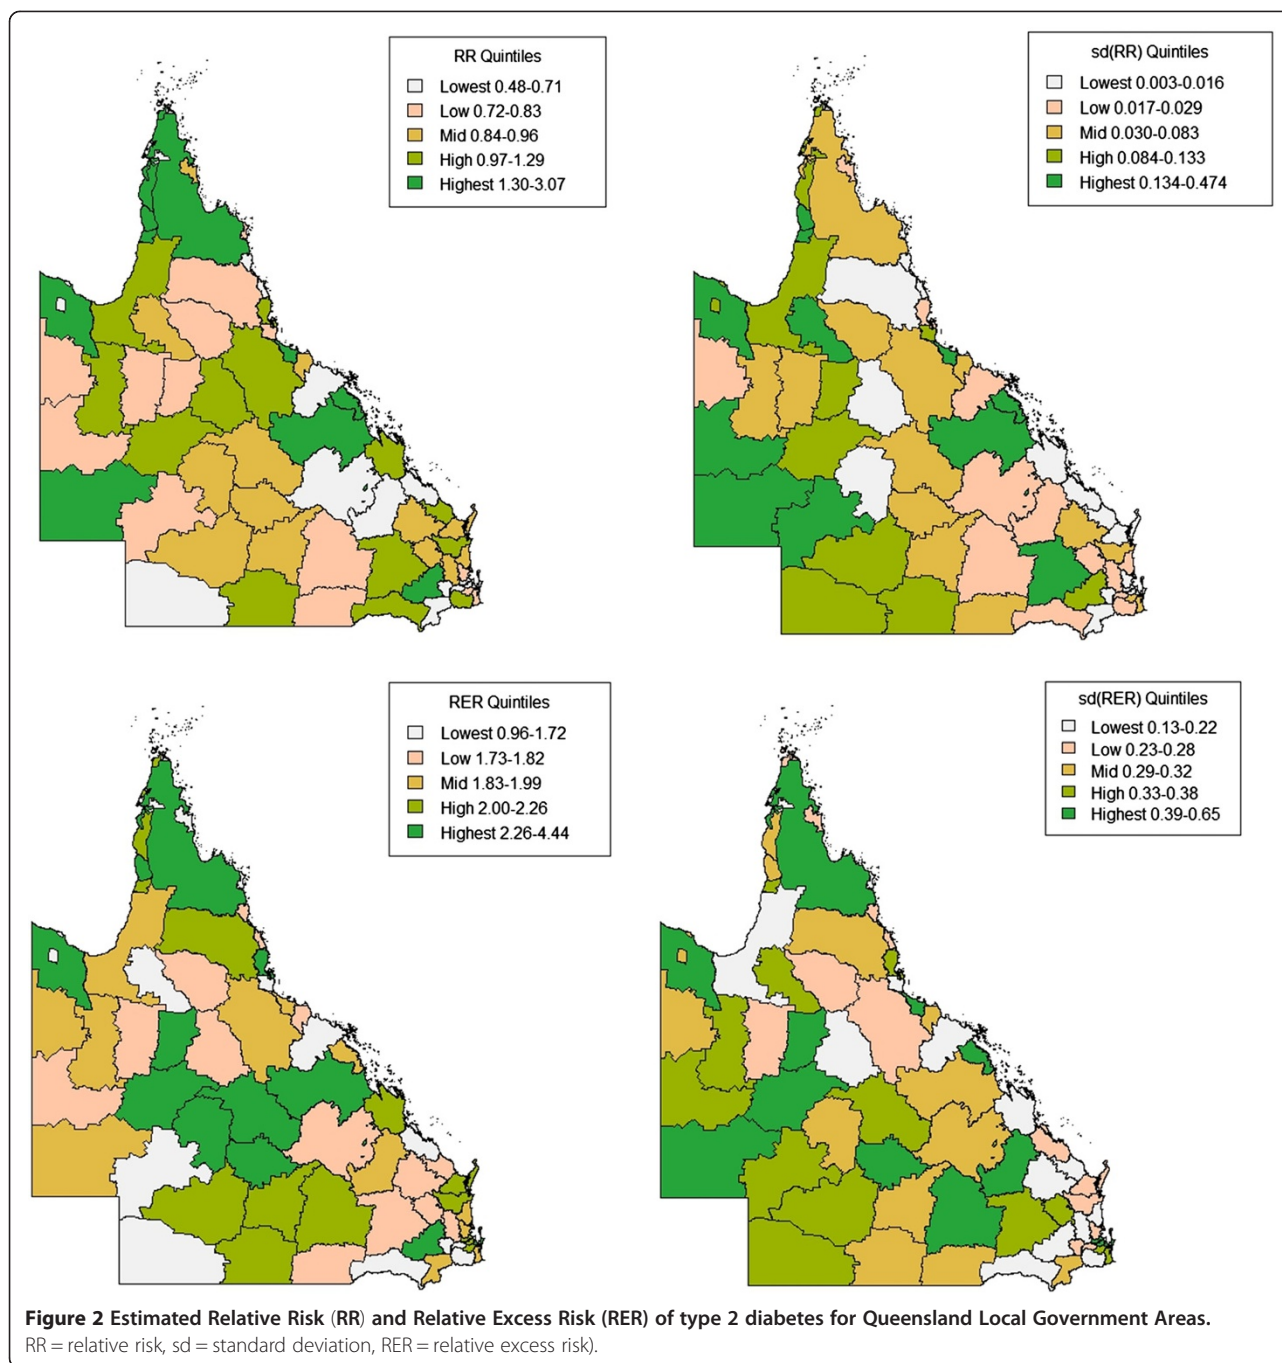 RR Quintiles
Lowest 0.48-0.71
Low 0.72-0.83
Mid 0.84-0.96
High 0.97-1.29
Highest 1.30-3.07
sd(RR) Quintiles
Lowest 0.003-0.016
Low 0.017-0.029
Mid 0.030-0.083
High 0.084-0.133
Highest 0.134-0.474
RER Quintiles
Lowest 0.96-1.72
Low 1.73-1.82
Mid 1.83-1.99
High 2.00-2.26
Highest 2.26-4.44
sd(RER) Quintiles
Lowest 0.13-0.22
Low 0.23-0.28
Mid 0.29-0.32
High 0.33-0.38
Highest 0.39-0.65
Figure 2 Estimated Relative Risk (RR) and Relative Excess Risk (RER) of type 2 diabetes for Queensland Local Government Areas.
RR = relative risk, sd = standard deviation, RER = relative excess risk).